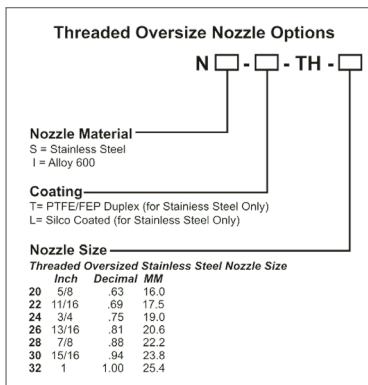 Threaded Oversize Nozzle Options
N - - TH -
Nozzle Material
S = Stainless Steel
I = Alloy 600
Coating
T= PTFE/FEP Duplex (for Stainless Steel Only)
L= Silco Coated (for Stainless Steel Only)
Nozzle Size
Threaded Oversized Stainless Steel Nozzle Size
Inch Decimal MM
20 5/8 .63 16.0
22 11/16 .69 17.5
24 3/4 .75 19.0
26 13/16 .81 20.6
28 7/8 .88 22.2
30 15/16 .94 23.8
32 1 1.00 25.4